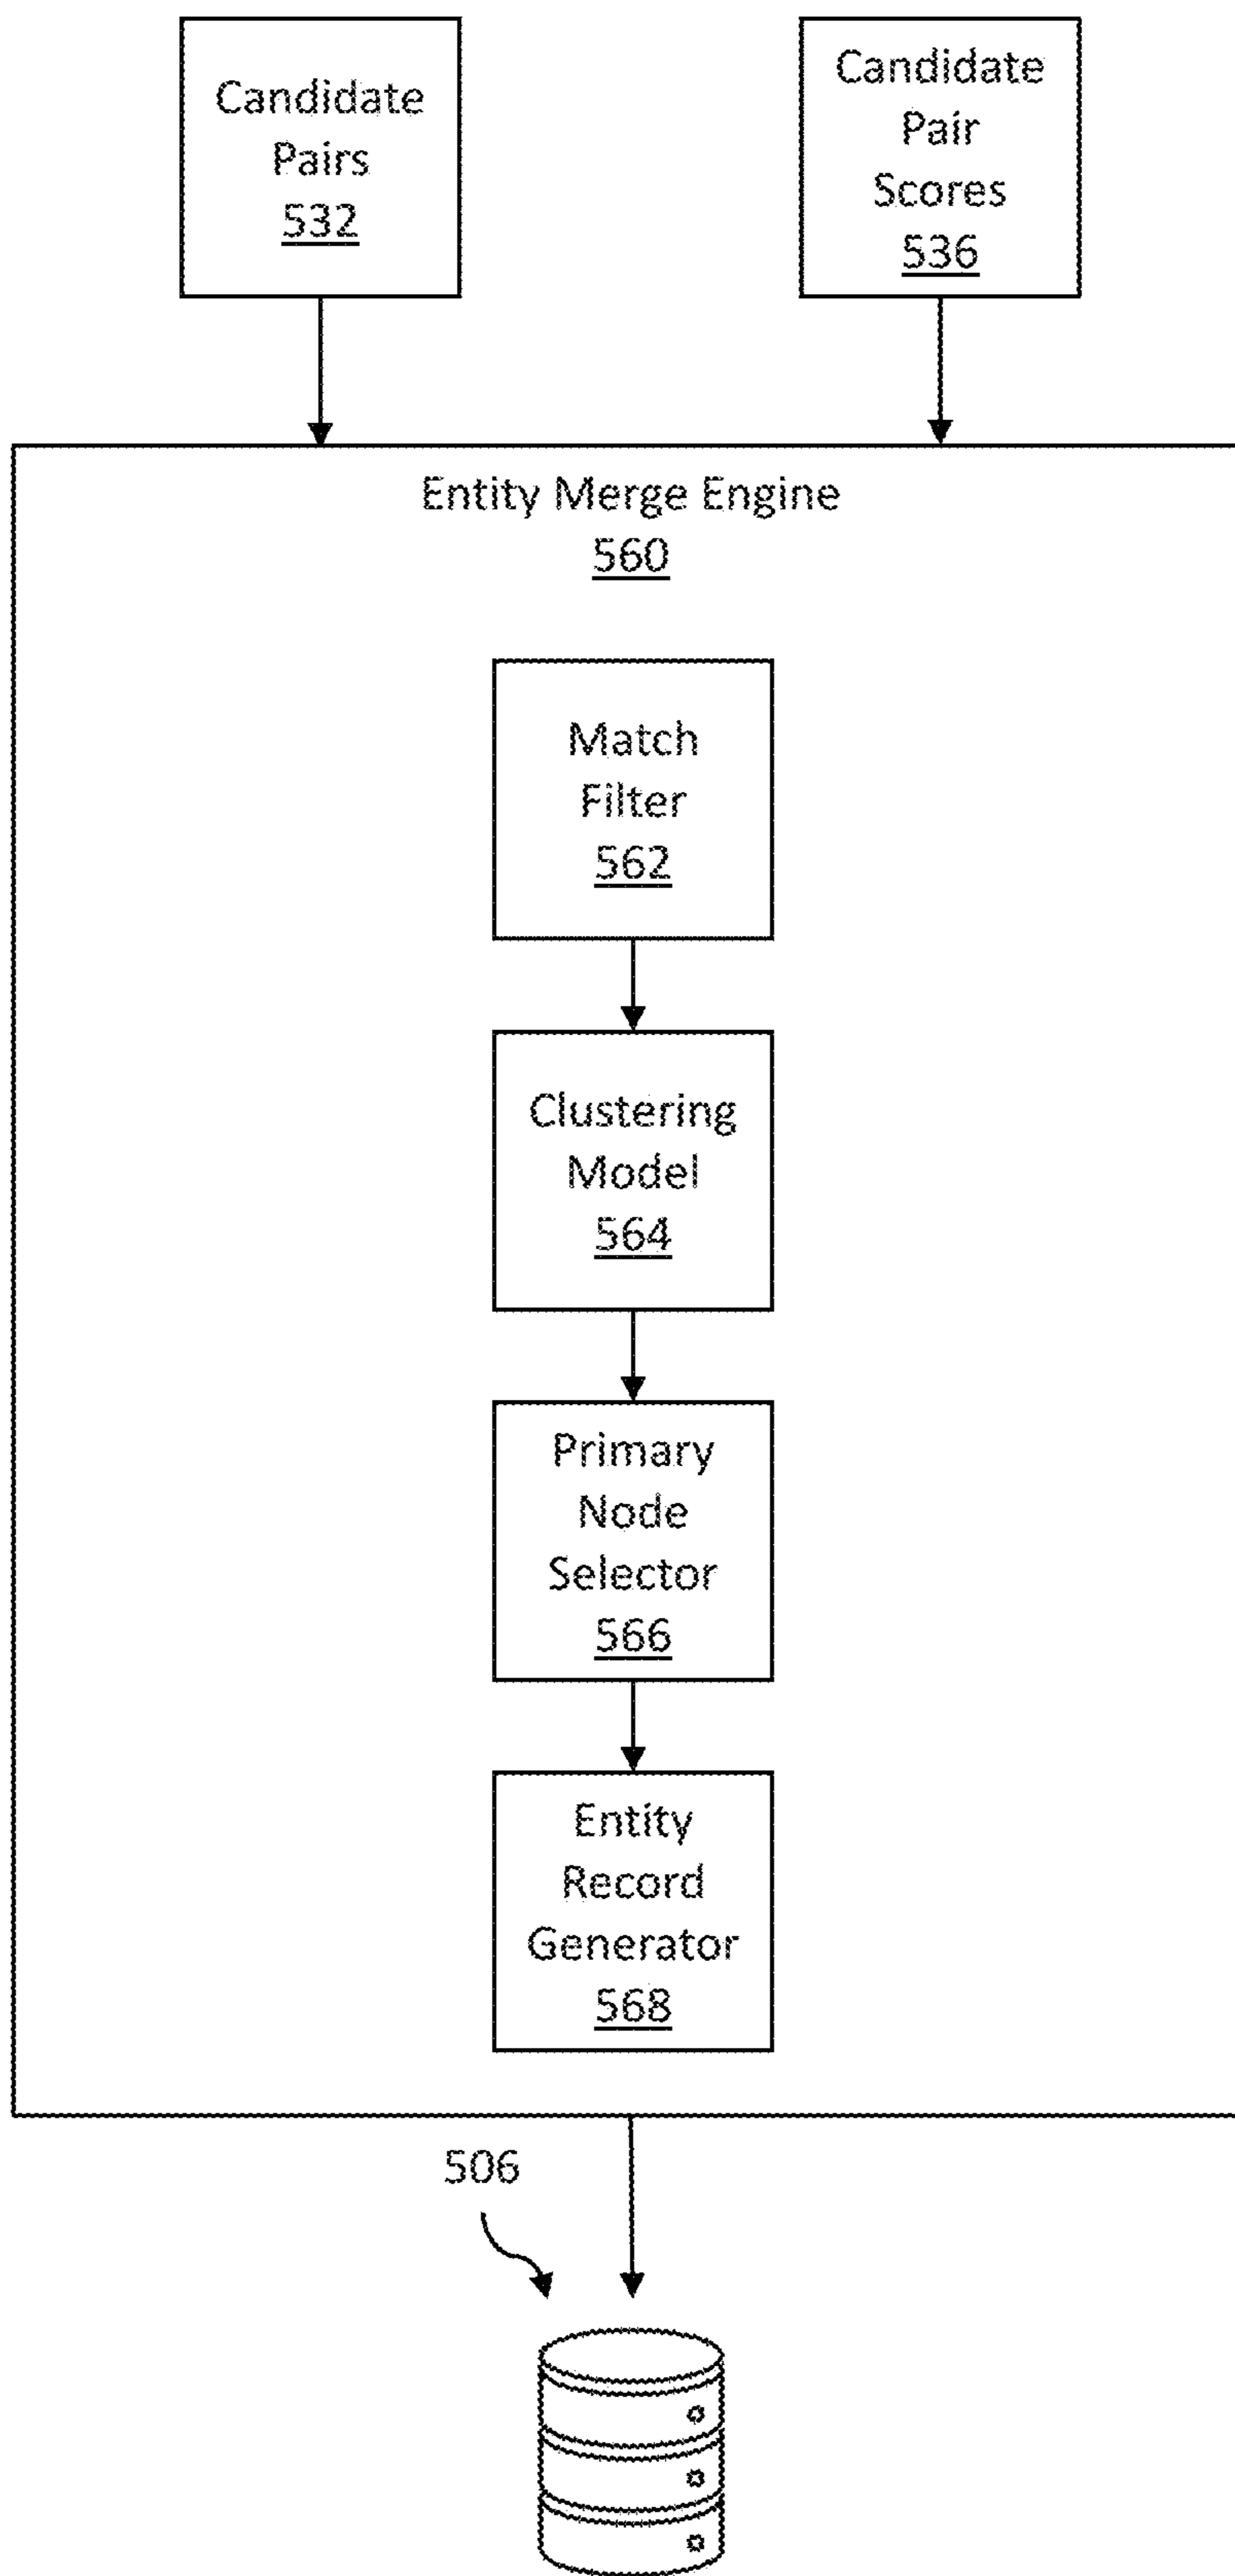 Candidate
Pairs
532
Candidate
Pair
Scores
536
Entity Merge Engine
560
Match
Filter
562
Clustering
Model
564
Primary
Node
Selector
566
Entity
Record
Generator
568
506